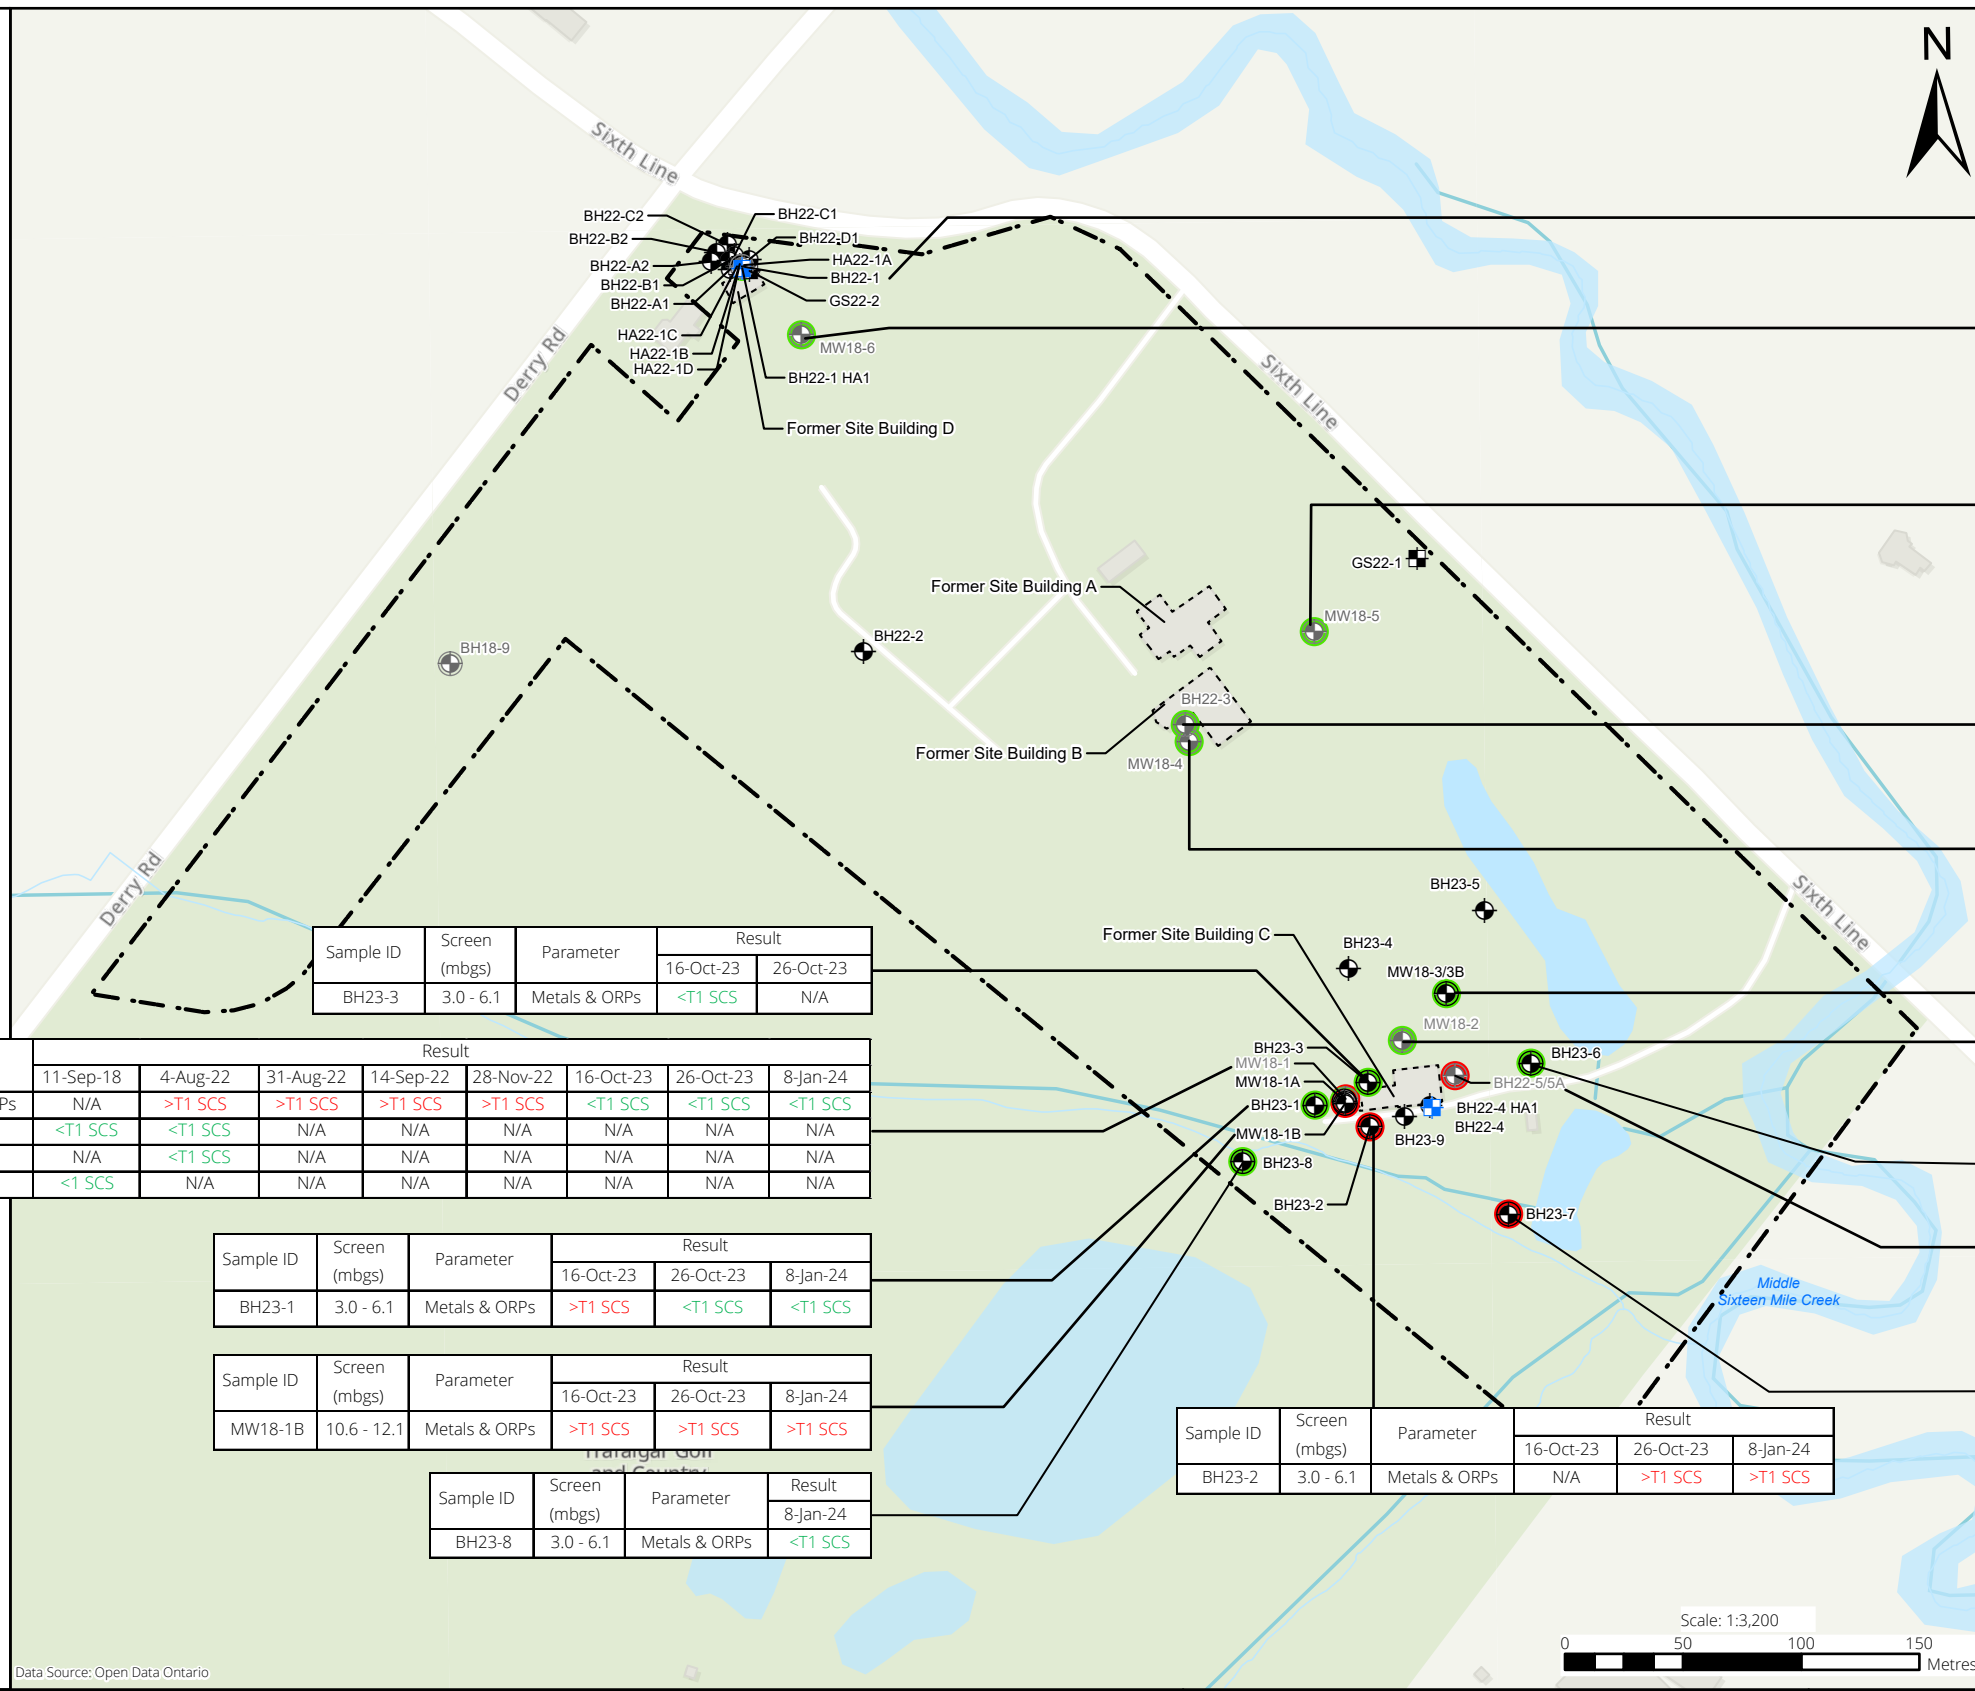 N
Sixth Line
BH22-C2
BH22-C1
BH22-B2
BH22-D1
BH22-A2
HA22-1A
BH22-B1
BH22-1
BH22-A1
GS22-2
HA22-1C
MW18-6
HA22-1B
HA22-1D
BH22-1 HA1
Derry Rd
Sixth Line
Former Site Building D
GS22-1
Former Site Building A
MW18-5
BH22-2
BH18-9
BH22-3
Former Site Building B
MW18-4
Derry Rd
Sixth Line
BH23-5
Former Site Building C
BH23-4
MW18-3/3B
MW18-2
BH23-3
BH23-6
MW18-1
MW18-1A
BH22-5/5A
BH23-1
BH22-4 HA1
BH22-4
MW18-1B
BH23-9
BH23-8
BH23-2
BH23-7
Middle
Sixteen Mile Creek
Sample ID Screen (mbgs) Parameter Result
16-Oct-23 26-Oct-23
BH23-3 3.0 - 6.1 Metals & ORPs <T1 SCS N/A
Result
11-Sep-18 4-Aug-22 31-Aug-22 14-Sep-22 28-Nov-22 16-Oct-23 26-Oct-23 8-Jan-24
Ps N/A >T1 SCS >T1 SCS >T1 SCS >T1 SCS <T1 SCS <T1 SCS <T1 SCS
<T1 SCS <T1 SCS N/A N/A N/A N/A N/A N/A
N/A <T1 SCS N/A N/A N/A N/A N/A N/A
<1 SCS N/A N/A N/A N/A N/A N/A N/A
Sample ID Screen (mbgs) Parameter Result
16-Oct-23 26-Oct-23 8-Jan-24
BH23-1 3.0 - 6.1 Metals & ORPs >T1 SCS <T1 SCS <T1 SCS
Sample ID Screen (mbgs) Parameter Result
16-Oct-23 26-Oct-23 8-Jan-24
MW18-1B 10.6 - 12.1 Metals & ORPs >T1 SCS >T1 SCS >T1 SCS
Trafalgar Golf
and Country
Sample ID Screen (mbgs) Parameter Result
8-Jan-24
BH23-8 3.0 - 6.1 Metals & ORPs <T1 SCS
Sample ID Screen (mbgs) Parameter Result
16-Oct-23 26-Oct-23 8-Jan-24
BH23-2 3.0 - 6.1 Metals & ORPs N/A >T1 SCS >T1 SCS
Scale: 1:3,200
0 50 100 150
Metres
Data Source: Open Data Ontario